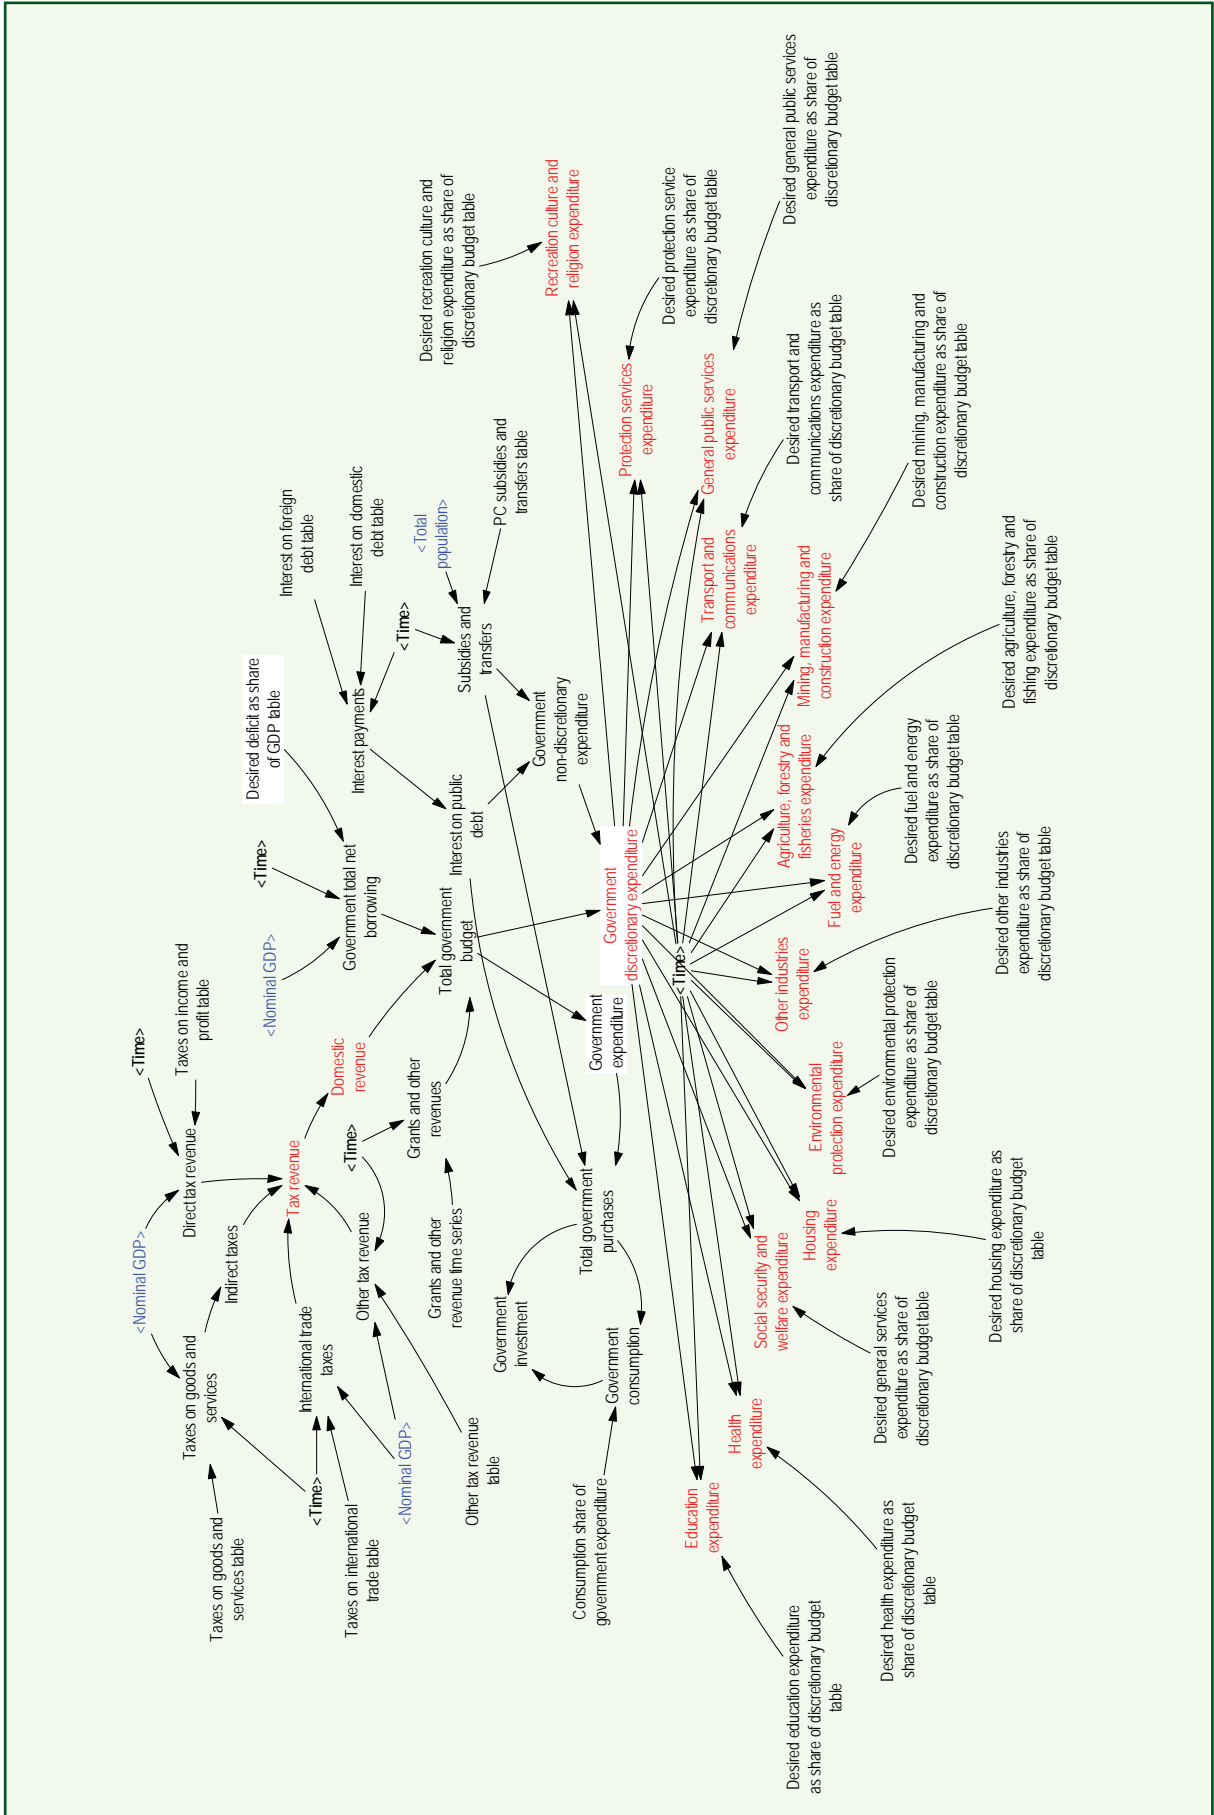 <Time>
Taxes on income and
profit table
<Nominal GDP>
Direct tax revenue
Taxes on goods and
services
Indirect taxes
Tax revenue
Taxes on goods and
services table
<Time>
International trade
taxes
Taxes on international
trade table
<Nominal GDP>
Other tax revenue
Other tax revenue
table
<Time>
Domestic
revenue
Grants and other
revenues
Grants and other
revenue time series
<Nominal GDP>
<Time>
Desired deficit as share
of GDP table
Government total net
borrowing
Total government
budget
Interest on foreign
debt table
Interest on domestic
debt table
Interest payments
<Time>
Interest on public
debt
<Total
population>
PC subsidies and
transfers table
Subsidies and
transfers
Government
non-discretionary
expenditure
Government
discretionary expenditure
Government
expenditure
Total government
purchases
Government
investment
Government
consumption
Consumption share of
government expenditure
<Time>
Desired recreation culture and
religion expenditure as share of
discretionary budget table
Recreation culture and
religion expenditure
Desired protection service
expenditure as share of
discretionary budget table
Protection services
expenditure
Desired general public services
expenditure as share of
discretionary budget table
General public services
expenditure
Transport and
communications
expenditure
Desired transport and
communications expenditure as
share of discretionary budget table
Mining, manufacturing and
construction expenditure
Desired mining, manufacturing and
construction expenditure as share of
discretionary budget table
Agriculture, forestry and
fisheries expenditure
Desired agriculture, forestry and
fishing expenditure as share of
discretionary budget table
Fuel and energy
expenditure
Desired fuel and energy
expenditure as share of
discretionary budget table
Other industries
expenditure
Desired other industries
expenditure as share of
discretionary budget table
Environmental
protection expenditure
Desired environmental protection
expenditure as share of
discretionary budget table
Housing
expenditure
Desired housing expenditure as
share of discretionary budget
table
Social security and
welfare expenditure
Desired general services
expenditure as share of
discretionary budget table
Health
expenditure
Desired health expenditure as
share of discretionary budget
table
Education
expenditure
Desired education expenditure
as share of discretionary budget
table